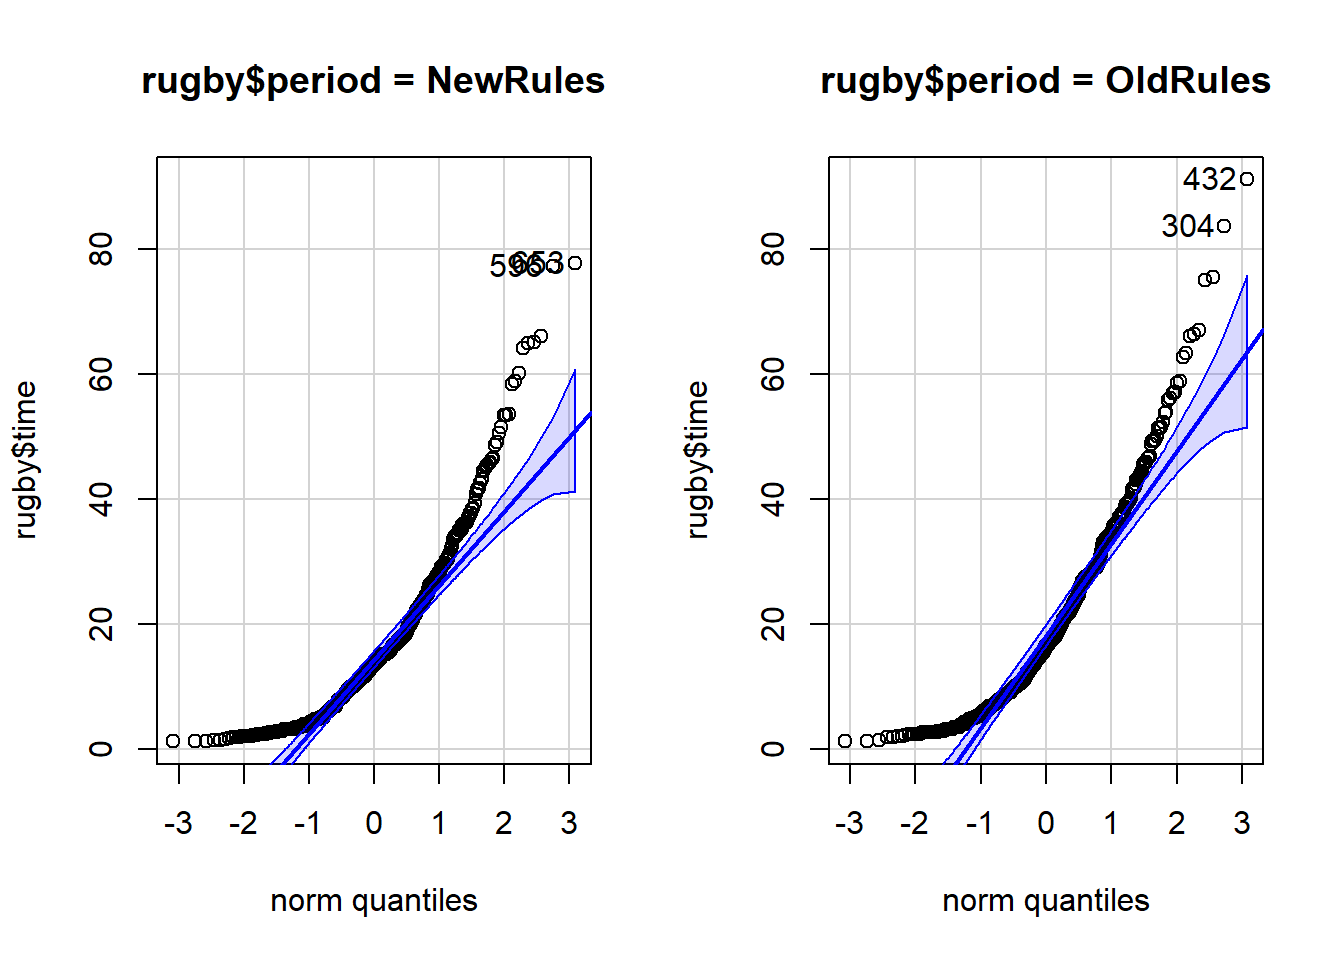 rugby$period = NewRules
rugby$time
80
60
40
20
0
653
-3 -2 -1 0 1 2 3
norm quantiles
rugby$period = OldRules
rugby$time
80
60
40
20
0
432
304
-3 -2 -1 0 1 2 3
norm quantiles